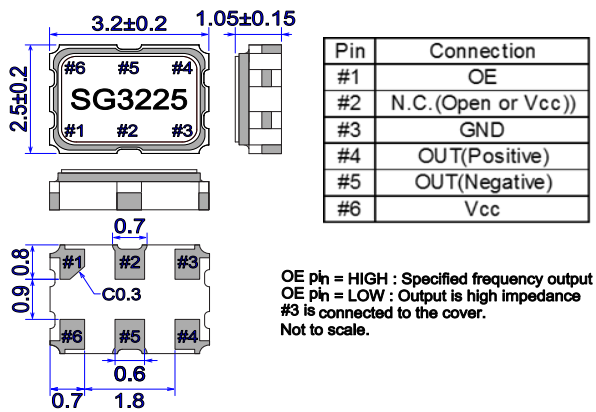 3.2±0.2
1.05±0.15
2.5±0.2
#6 #5 #4
SG3225
#1 #2 #3
Pin Connection
#1 OE
#2 N.C.(Open or Vcc))
#3 GND
#4 OUT(Positive)
#5 OUT(Negative)
#6 Vcc
0.7
0.8
#1 #2 #3
C0.3
0.9
#6 #5 #4
0.6
0.7 1.8
OE pin = HIGH : Specified frequency output
OE pin = LOW : Output is high impedance
#3 is connected to the cover.
Not to scale.